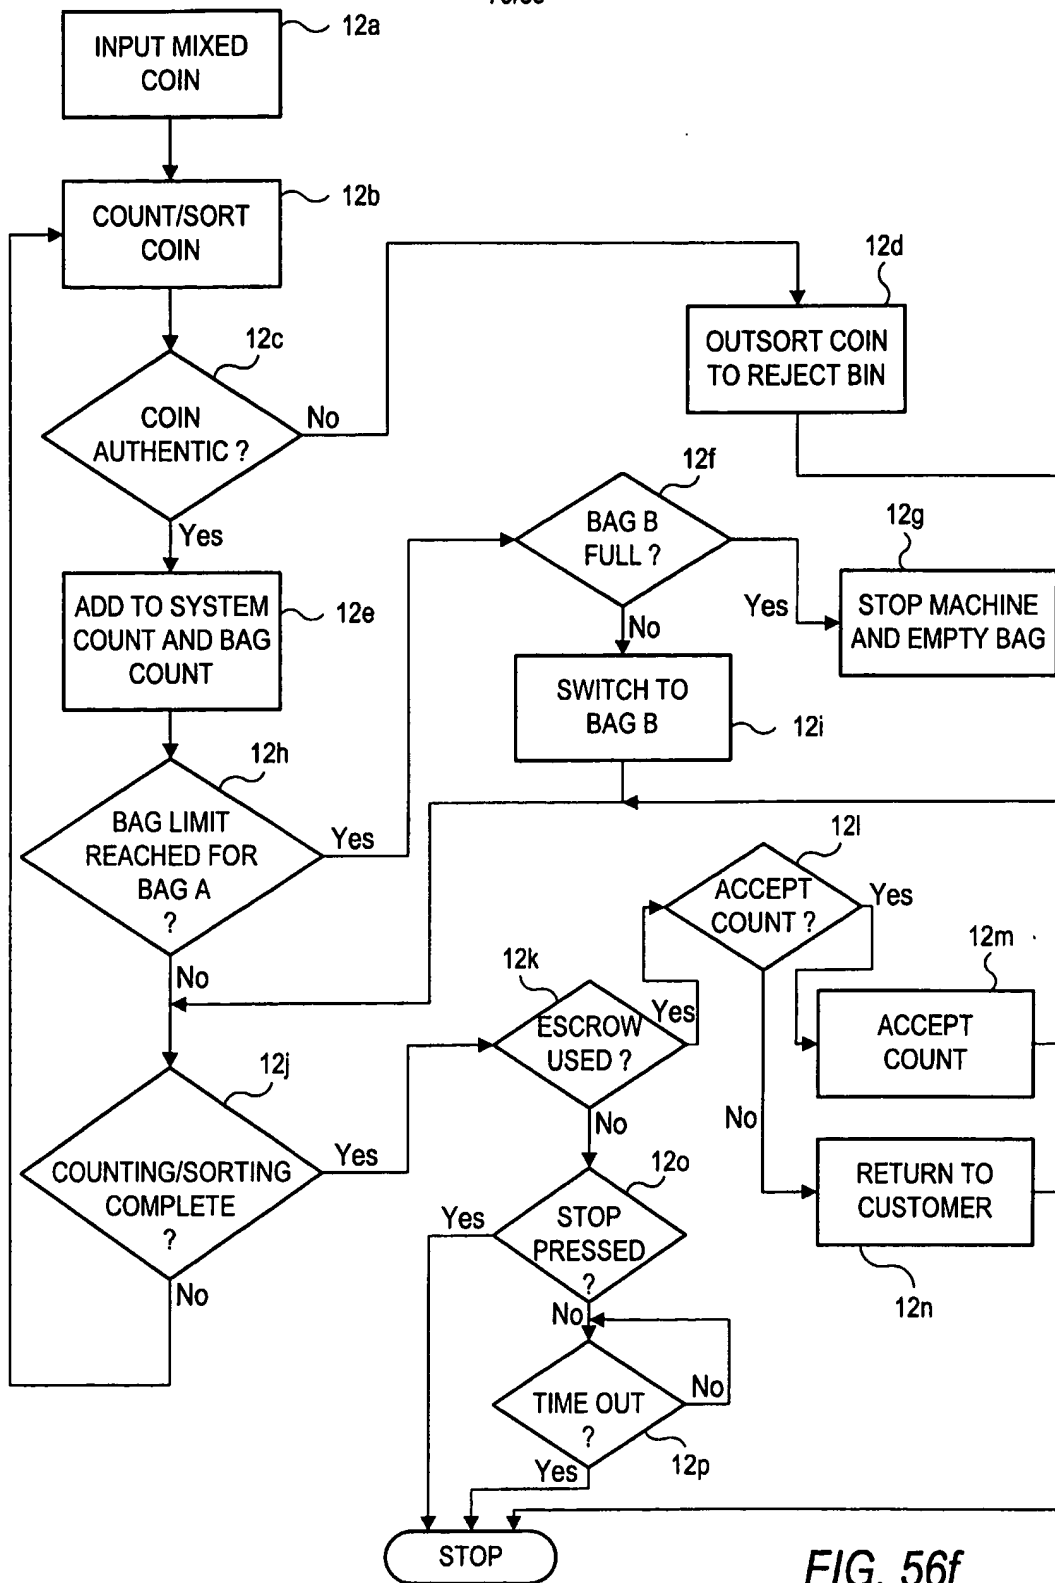 INPUT MIXED
COIN
12a
COUNT/SORT
COIN
12b
COIN
AUTHENTIC ?
12c
No
Yes
OUTSORT COIN
TO REJECT BIN
12d
ADD TO SYSTEM
COUNT AND BAG
COUNT
12e
BAG B
FULL ?
12f
Yes
No
STOP MACHINE
AND EMPTY BAG
12g
SWITCH TO
BAG B
12i
BAG LIMIT
REACHED FOR
BAG A
?
12h
Yes
No
ACCEPT
COUNT ?
12l
Yes
No
ACCEPT
COUNT
12m
ESCROW
USED ?
12k
Yes
No
COUNTING/SORTING
COMPLETE
?
12j
Yes
No
RETURN TO
CUSTOMER
12n
STOP
PRESSED
?
12o
Yes
No
TIME OUT
?
12p
No
Yes
STOP
FIG. 56f